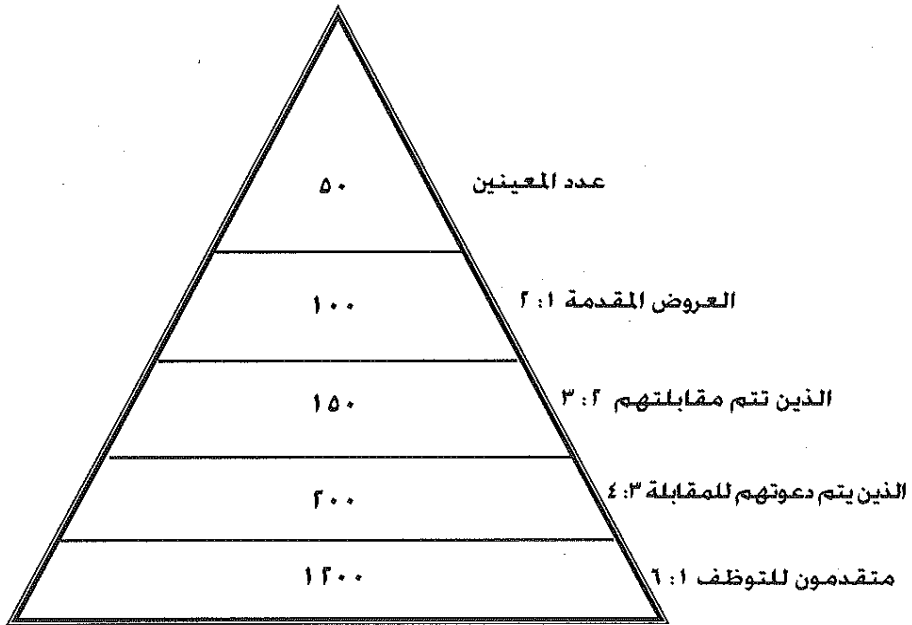 عدد المعينين
٥٠
العروض المقدمة ١ : ٢
١٠٠
الذين تتم مقابلتهم ٢ : ٣
١٥٠
الذين يتم دعوتهم للمقابلة ٣ : ٤
٢٠٠
متقدمون للتوظف ١ : ٦
١٢٠٠